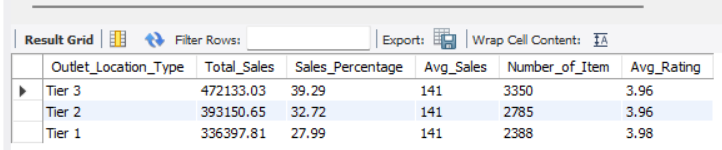 Result Grid Filter Rows: Export: Wrap Cell Content: IA
Outlet_Location_Type Total_Sales Sales_Percentage Avg_Sales Number_of_Item Avg_Rating
Tier 3 472133.03 39.29 141 3350 3.96
Tier 2 393150.65 32.72 141 2785 3.96
Tier 1 336397.81 27.99 141 2388 3.98